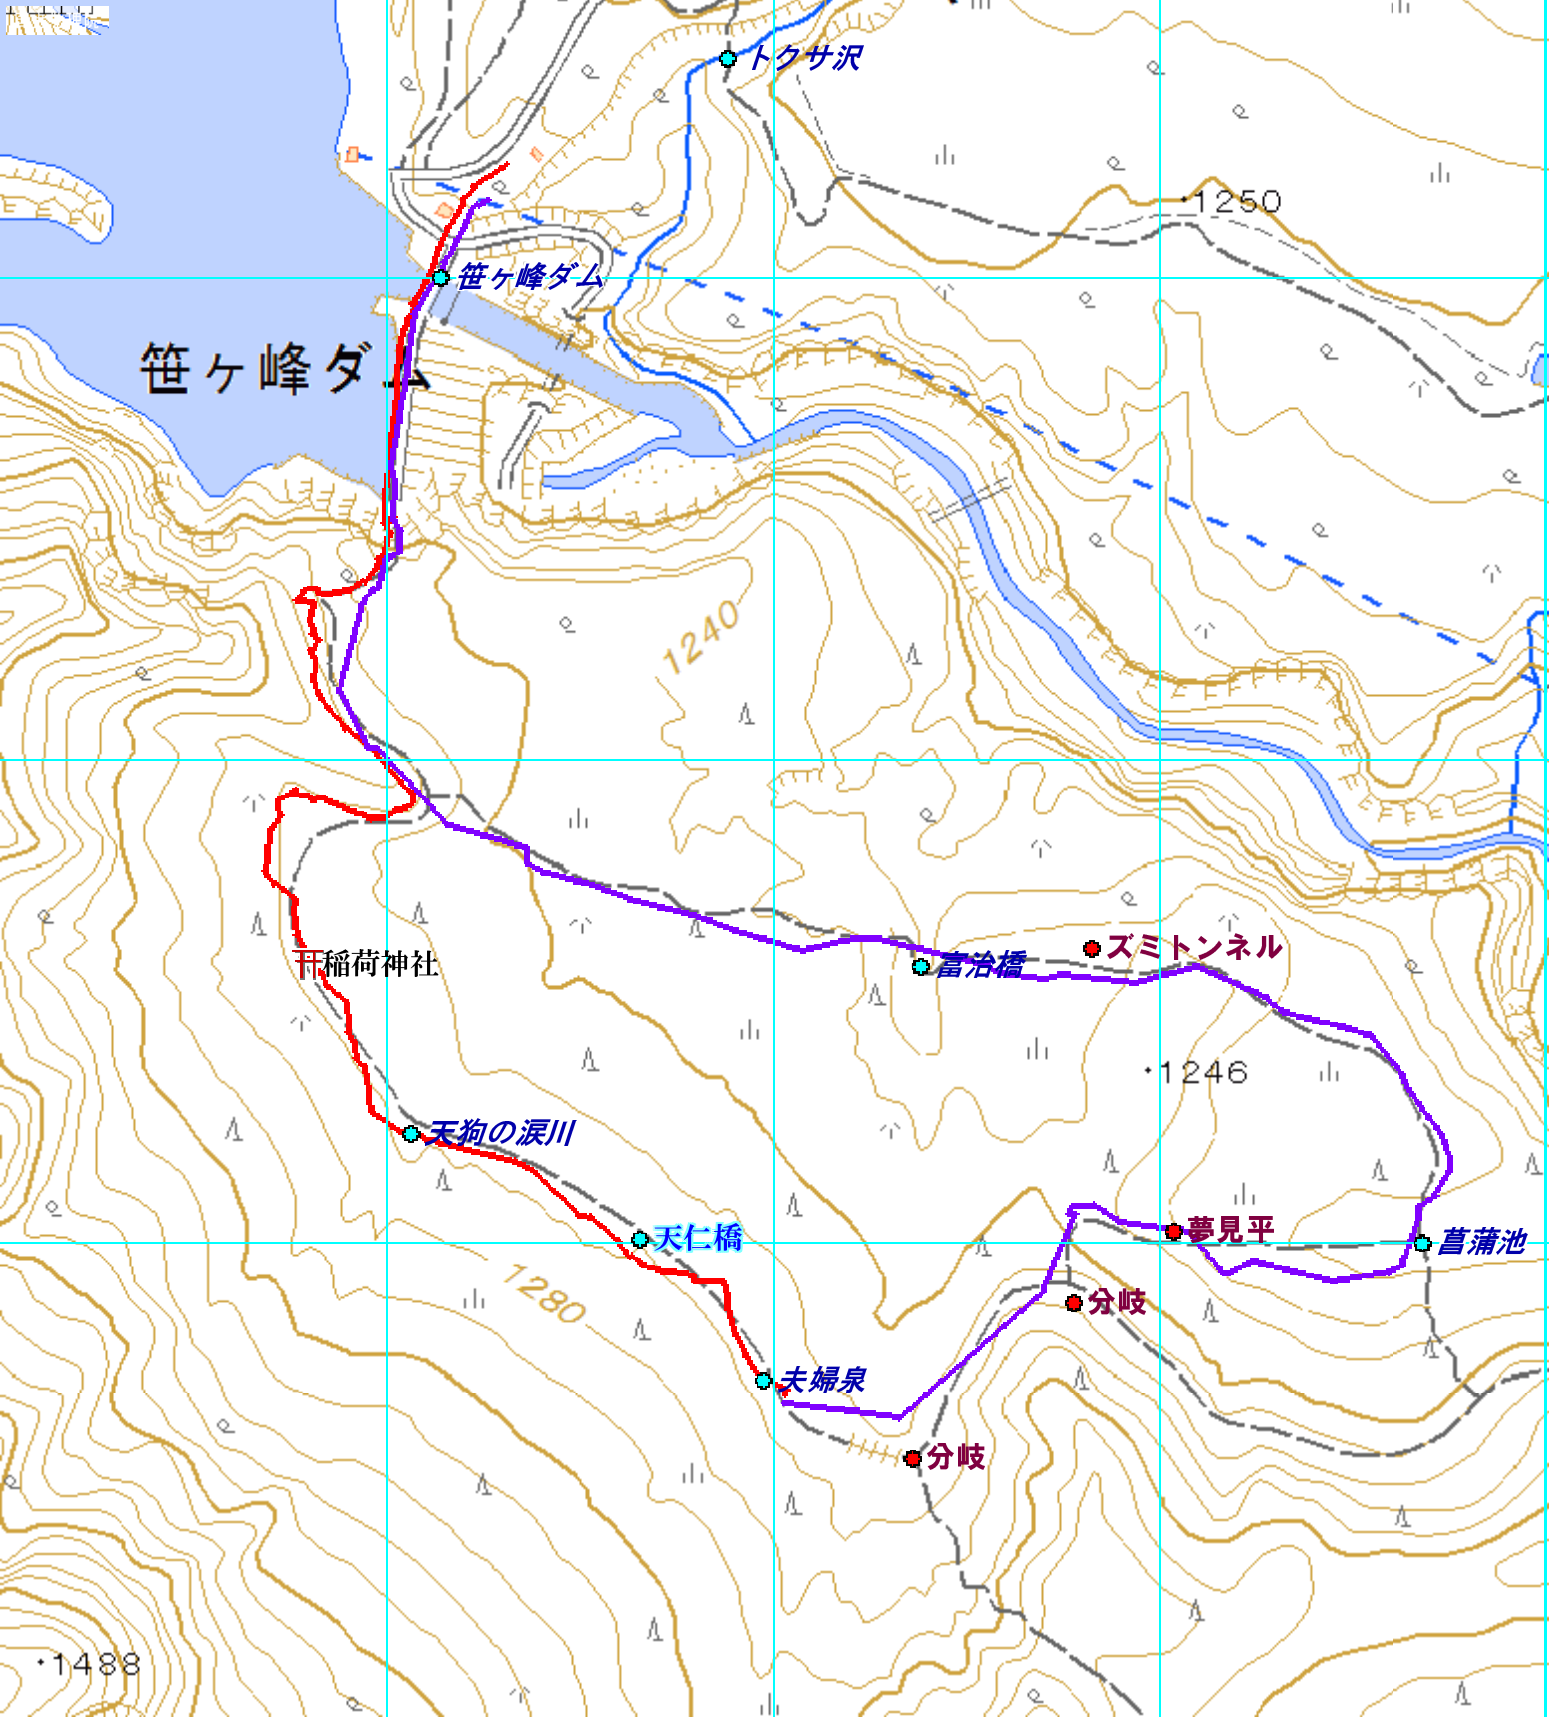 トクサ沢
1250
笹ヶ峰ダム
笹ヶ峰ダム
1240
ズミトンネル
稲荷神社
富治橋
1246
天狗の涙川
夢見平
天仁橋
菖蒲池
1280
分岐
夫婦泉
分岐
1488